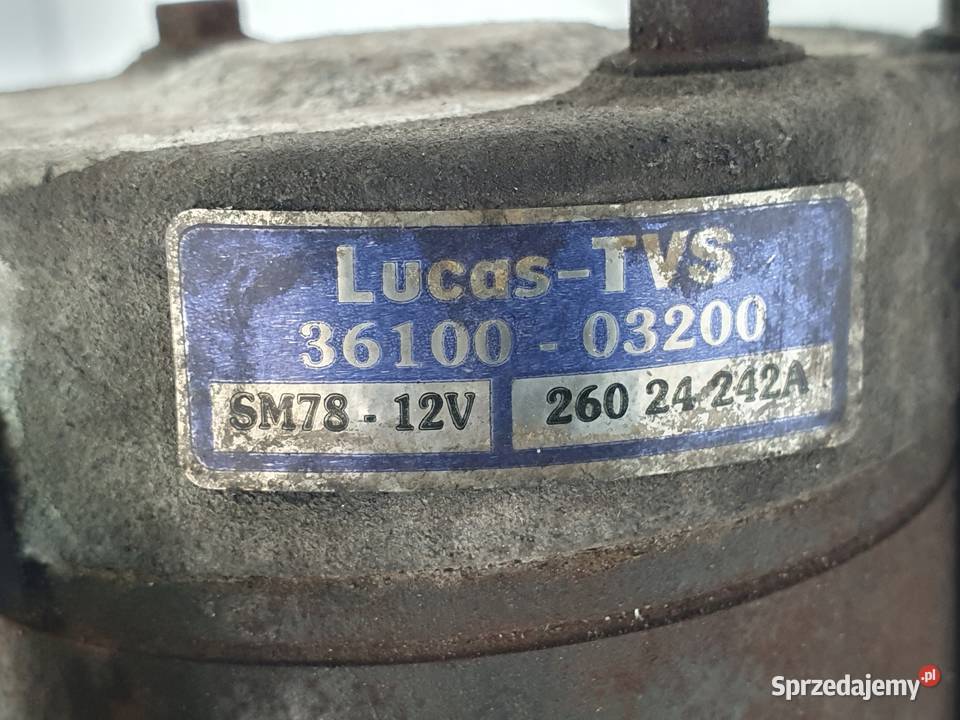 Lucas-TVS
36100 - 03200
SM78 - 12V
260 24 242A
Sprzedajemy.pl